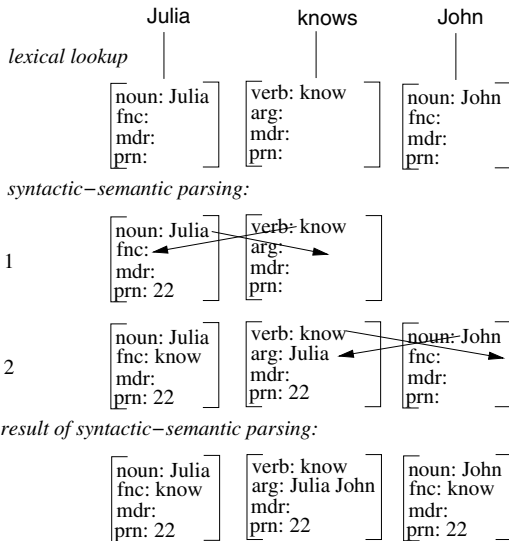 Julia knows John
lexical lookup
noun: Julia verb: know noun: John
fnc: arg: fnc:
mdr: mdr: mdr:
prn: prn: prn:
syntactic−semantic parsing:
1
noun: Julia verb: know
fnc: arg:
mdr: mdr:
prn: 22 prn:
2
noun: Julia verb: know noun: John
fnc: know arg: Julia fnc:
mdr: mdr: mdr:
prn: 22 prn: 22 prn:
result of syntactic−semantic parsing:
noun: Julia verb: know noun: John
fnc: know arg: Julia John fnc: know
mdr: mdr: mdr:
prn: 22 prn: 22 prn: 22